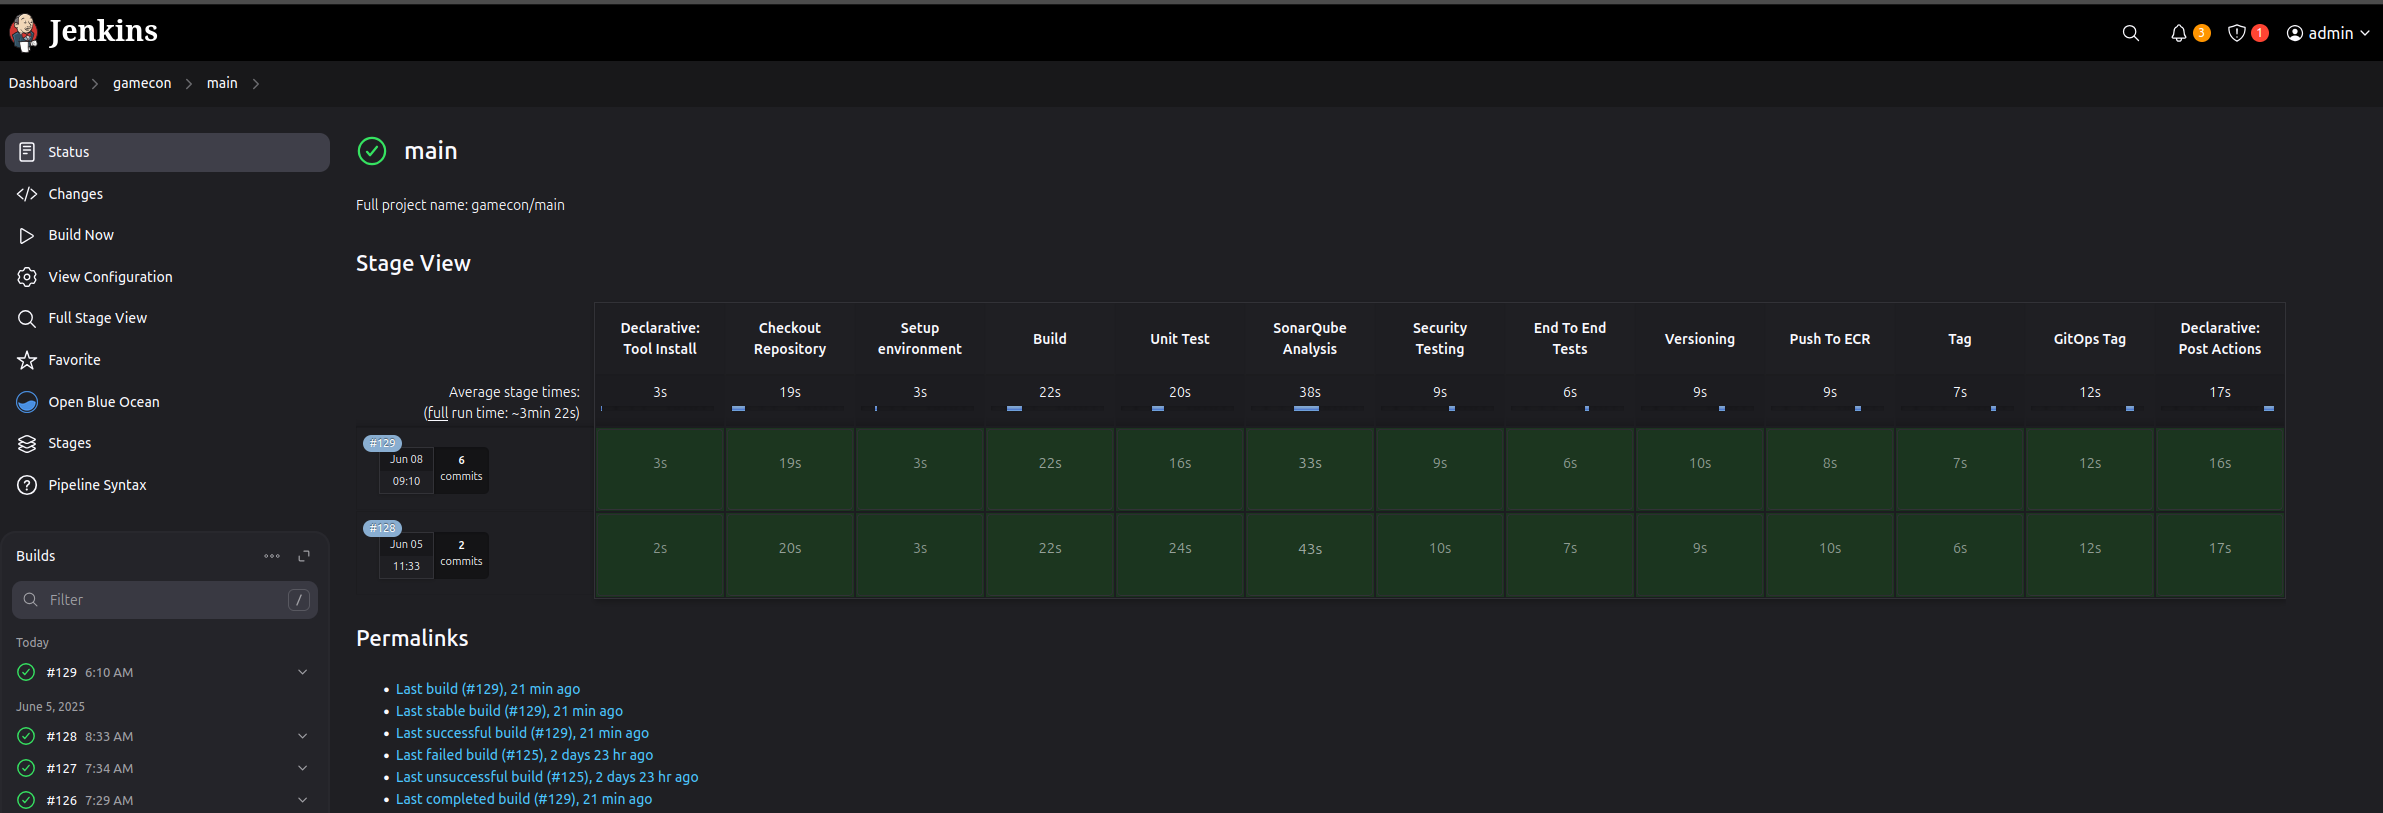 Jenkins
3
1
admin
Dashboard
gamecon
main
Status
Changes
Build Now
View Configuration
Full Stage View
Favorite
Open Blue Ocean
Stages
Pipeline Syntax
Builds
Filter
/
Today
#129 6:10 AM
June 5, 2025
#128 8:33 AM
#127 7:34 AM
#126 7:29 AM
main
Full project name: gamecon/main
Stage View
Declarative: Tool Install
Checkout Repository
Setup environment
Build
Unit Test
SonarQube Analysis
Security Testing
End To End Tests
Versioning
Push To ECR
Tag
GitOps Tag
Declarative: Post Actions
Average stage times:
(full run time: ~3min 22s)
3s 19s 3s 22s 20s 38s 9s 6s 9s 9s 7s 12s 17s
#129
Jun 08
09:10
6
commits
3s 19s 3s 22s 16s 33s 9s 6s 10s 8s 7s 12s 16s
#128
Jun 05
11:33
2
commits
2s 20s 3s 22s 24s 43s 10s 7s 9s 10s 6s 12s 17s
Permalinks
Last build (#129), 21 min ago
Last stable build (#129), 21 min ago
Last successful build (#129), 21 min ago
Last failed build (#125), 2 days 23 hr ago
Last unsuccessful build (#125), 2 days 23 hr ago
Last completed build (#129), 21 min ago